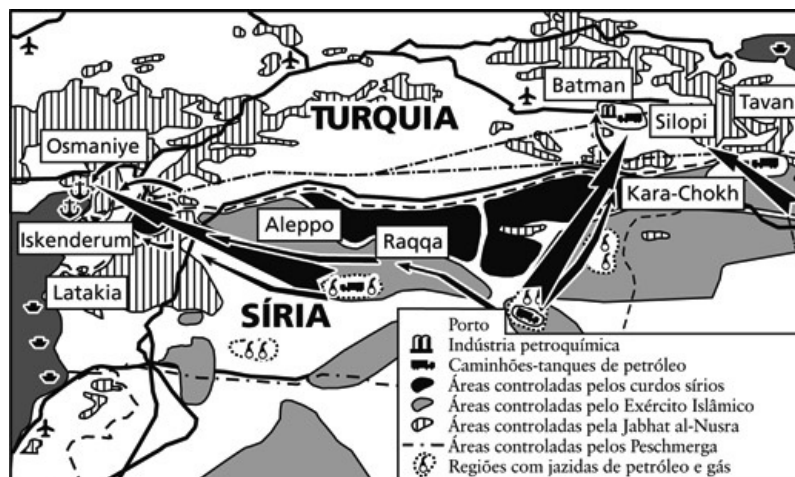 Batman
Tavan
Silopi
TURQUIA
Osmaniye
Kara-Chokh
Aleppo
Raqqa
Iskenderum
Latakia
SÍRIA
Porto
Indústria petroquímica
Caminhões-tanques de petróleo
Áreas controladas pelos curdos sírios
Áreas controladas pelo Exército Islâmico
Áreas controladas pela Jabhat al-Nusra
Áreas controladas pelos Peschmerga
Regiões com jazidas de petróleo e gás